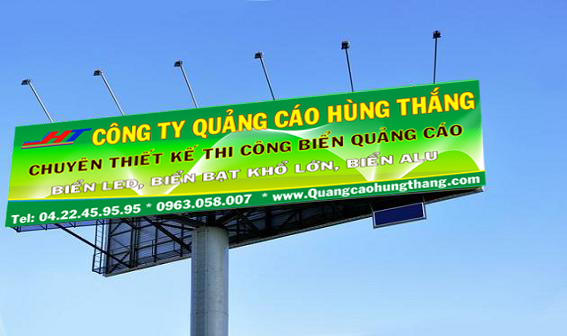 HT CÔNG TY QUẢNG CÁO HÙNG THẮNG
CHUYÊN THIẾT KẾ THI CÔNG BIỂN QUẢNG CÁO
BIỂN LED, BIỂN BẠT KHỔ LỚN, BIỂN ALU
Tel: 04.22.45.95.95 * 0963.058.007 * www.Quangcaohungthang.com